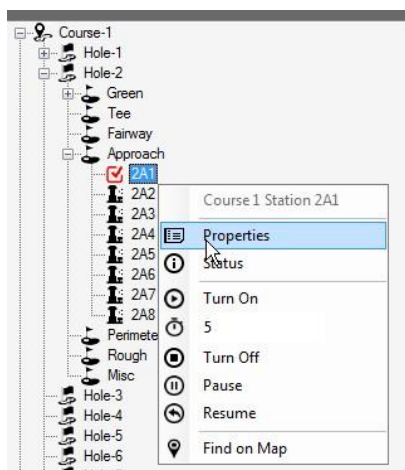 Course-1
Hole-1
Hole-2
Green
Tee
Fairway
Approach
2A1
2A2
2A3
2A4
2A5
2A6
2A7
2A8
Perimete
Rough
Misc
Hole-3
Hole-4
Hole-5
Hole-6
Course 1 Station 2A1
Properties
Status
Turn On
5
Turn Off
Pause
Resume
Find on Map